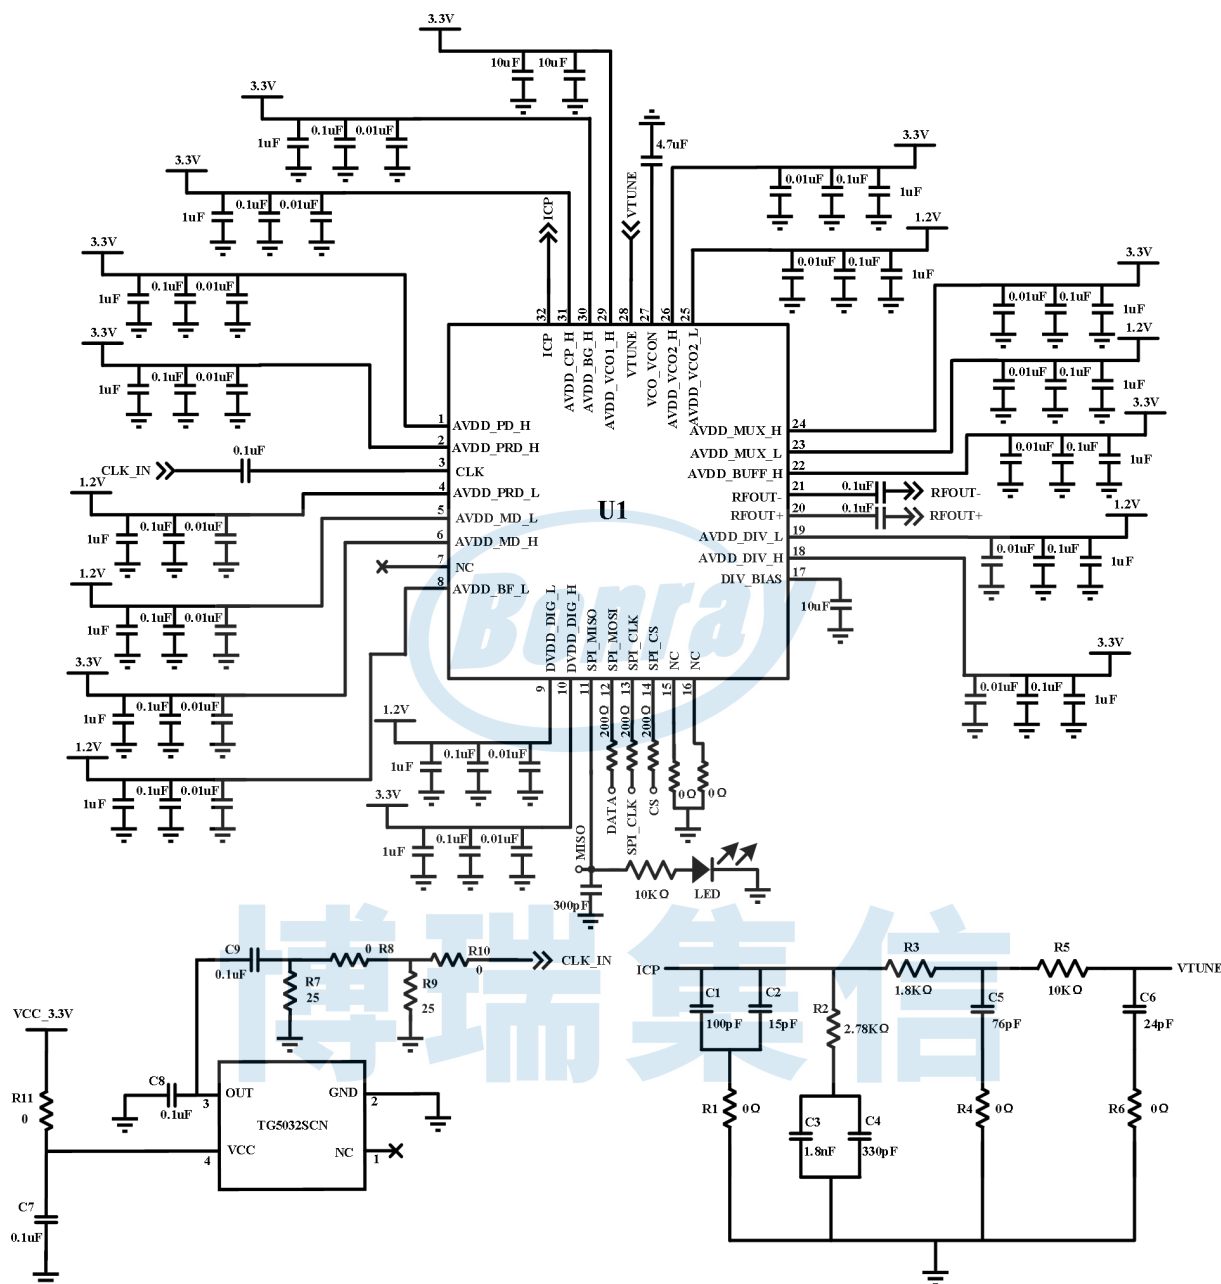 3.3V
10uF 10uF
3.3V
1uF 0.1uF 0.01uF
4.7uF
3.3V
0.01uF 0.1uF 1uF
3.3V
1uF 0.1uF 0.01uF
ICP
VTUNE
1.2V
0.01uF 0.1uF 1uF
3.3V
1uF 0.1uF 0.01uF
3.3V
0.01uF 0.1uF 1uF
32 31 30 29 28 27 26 25
ICP
AVDD_CP_H
AVDD_BG_H
AVDD_VCO1_H
VTUNE
VCO_VCON
AVDD_VCO2_H
AVDD_VCO2_L
3.3V
1uF 0.1uF 0.01uF
1.2V
0.01uF 0.1uF 1uF
3.3V
0.01uF 0.1uF 1uF
1 AVDD_PD_H
2 AVDD_PRD_H
CLK_IN 0.1uF 3 CLK
4 AVDD_PRD_L
5 AVDD_MD_L
6 AVDD_MD_H
7 NC
8 AVDD_BF_L
U1
AVDD_MUX_H 24
AVDD_MUX_L 23
AVDD_BUFF_H 22
RFOUT- 21 0.1uF RFOUT-
RFOUT+ 20 0.1uF RFOUT+
AVDD_DIV_L 19
AVDD_DIV_H 18
DIV_BIAS 17
10uF
1.2V
1uF 0.1uF 0.01uF
1.2V
0.01uF 0.1uF 1uF
1.2V
1uF 0.1uF 0.01uF
3.3V
0.01uF 0.1uF 1uF
3.3V
1uF 0.1uF 0.01uF
1.2V
1uF 0.1uF 0.01uF
Benray
DVDD_DIG_L
DVDD_DIG_H
SPI_MISO
SPI_MOSI
SPI_CLK
SPI_CS
NC
NC
9 10 11 12 13 14 15 16
200Ω 200Ω 200Ω
0Ω 0Ω
1.2V
1uF 0.1uF 0.01uF
3.3V
1uF 0.1uF 0.01uF
MISO
DATA
SPI_CLK
CS
300pF
10KΩ
LED
博瑞集信
C9
0.1uF
0 R8
R10
0
CLK_IN
R7
25
R9
25
VCC_3.3V
R11
0
C8
0.1uF
3 OUT
GND 2
TG5032SCN
4 VCC
NC 1
C7
0.1uF
ICP
R3
1.8KΩ
R5
10KΩ
VTUNE
C1
100pF
C2
15pF
R2
2.78KΩ
C5
76pF
C6
24pF
R1 0Ω
C3
1.8nF
C4
330pF
R4 0Ω
R6 0Ω